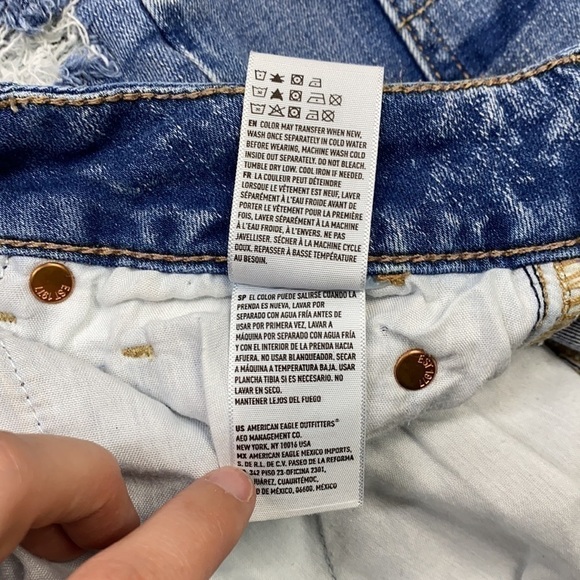 EN COLOR MAY TRANSFER WHEN NEW,
WASH ONCE SEPARATELY IN COLD WATER
BEFORE WEARING, MACHINE WASH COLD
INSIDE OUT SEPARATELY. DO NOT BLEACH.
TUMBLE DRY LOW. COOL IRON IF NEEDED.
FR LA COULEUR PEUT DÉTEINDRE
LORSQUE LE VÊTEMENT EST NEUF, LAVER
SÉPARÉMENT À L'EAU FROIDE AVANT DE
PORTER LE VÊTEMENT POUR LA PREMIÈRE
FOIS, LAVER SÉPARÉMENT À LA MACHINE
À L'EAU FROIDE, À L'ENVERS. NE PAS
JAVELLISER. SÉCHER À LA MACHINE CYCLE
DOUX. REPASSER À BASSE TEMPÉRATURE
AU BESOIN.
SP EL COLOR PUEDE SALIRSE CUANDO LA
PRENDA ES NUEVA, LAVAR POR
SEPARADO CON AGUA FRÍA ANTES DE
USAR POR PRIMERA VEZ, LAVAR A
MÁQUINA POR SEPARADO CON AGUA FRÍA
Y CON EL INTERIOR DE LA PRENDA HACIA
AFUERA. NO USAR BLANQUEADOR. SECAR
A MÁQUINA A TEMPERATURA BAJA. USAR
PLANCHA TIBIA SI ES NECESARIO. NO
LAVAR EN SECO.
MANTENER LEJOS DEL FUEGO
US AMERICAN EAGLE OUTFITTERS®
AEO MANAGEMENT CO.
NEW YORK, NY 10016 USA
MX AMERICAN EAGLE MEXICO IMPORTS,
S. DE R.L. DE C.V. PASEO DE LA REFORMA
342 PISO 23-OFICINA 2301,
JUÁREZ, CUAUHTÉMOC,
DE MÉXICO, 06600, MÉXICO
EST 1977
EST 1977